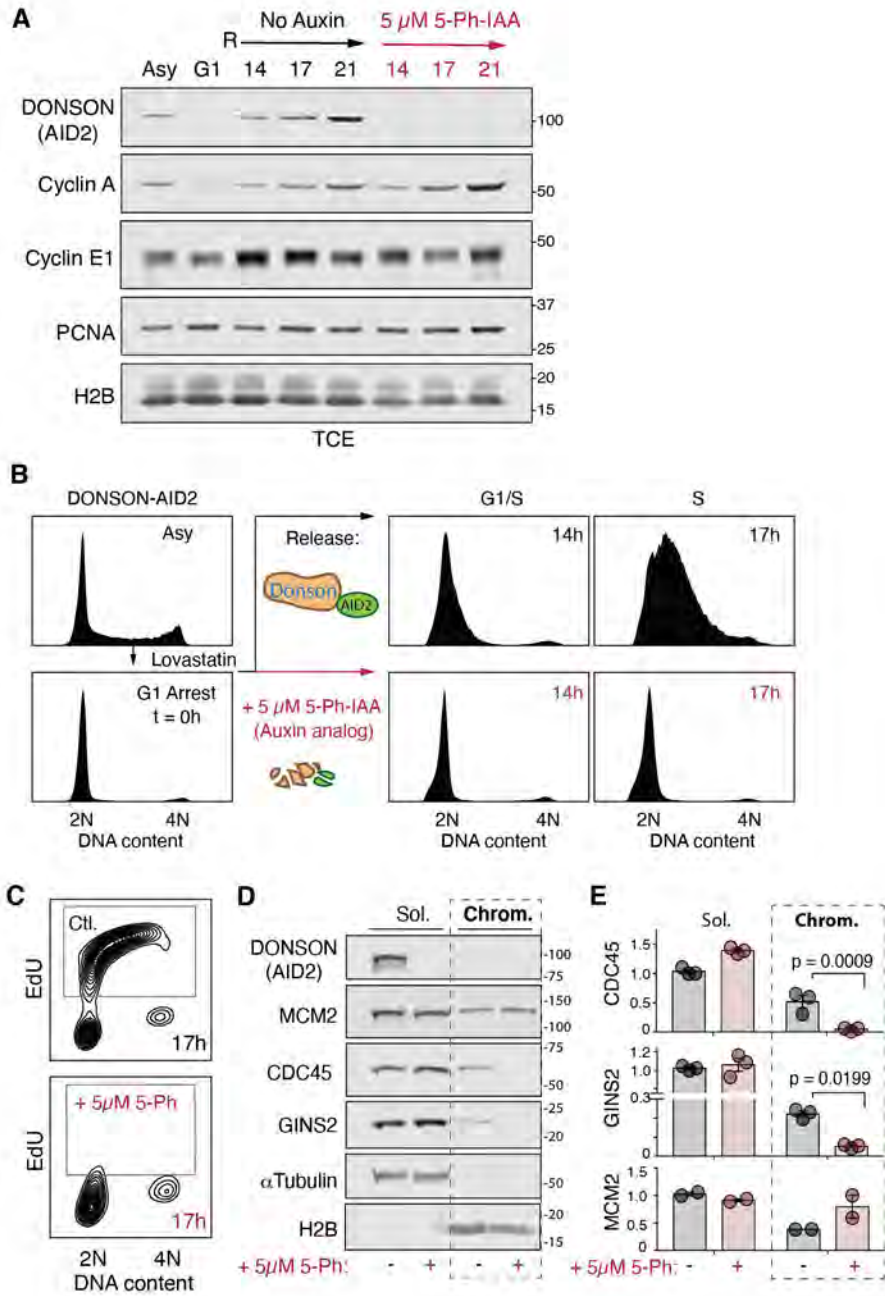 A
No Auxin
5 µM 5-Ph-IAA
R
Asy G1 14 17 21 14 17 21
DONSON
(AID2)
-100
Cyclin A
-50
Cyclin E1
-50
PCNA
-37
-25
H2B
-20
-15
TCE
B
DONSON-AID2
G1/S
S
Asy
Release:
14h
17h
Donson
AID2
Lovastatin
G1 Arrest
t = 0h
+ 5 µM 5-Ph-IAA
(Auxin analog)
14h
17h
2N 4N
DNA content
2N 4N
DNA content
2N 4N
DNA content
C
EdU
Ctl.
17h
EdU
+ 5µM 5-Ph
17h
2N 4N
DNA content
D
Sol. Chrom.
DONSON
(AID2)
-100
-75
MCM2
-150
-100
CDC45
-75
-50
GINS2
-25
-20
αTubulin
-50
H2B
-20
-15
+ 5µM 5-Ph: - + - +
E
Sol. Chrom.
CDC45
1.5
1.0
0.5
0
p = 0.0009
GINS2
1.2
1.0
0.3
0
p = 0.0199
MCM2
1.5
1.0
0.5
0
+ 5µM 5-Ph: - + - +